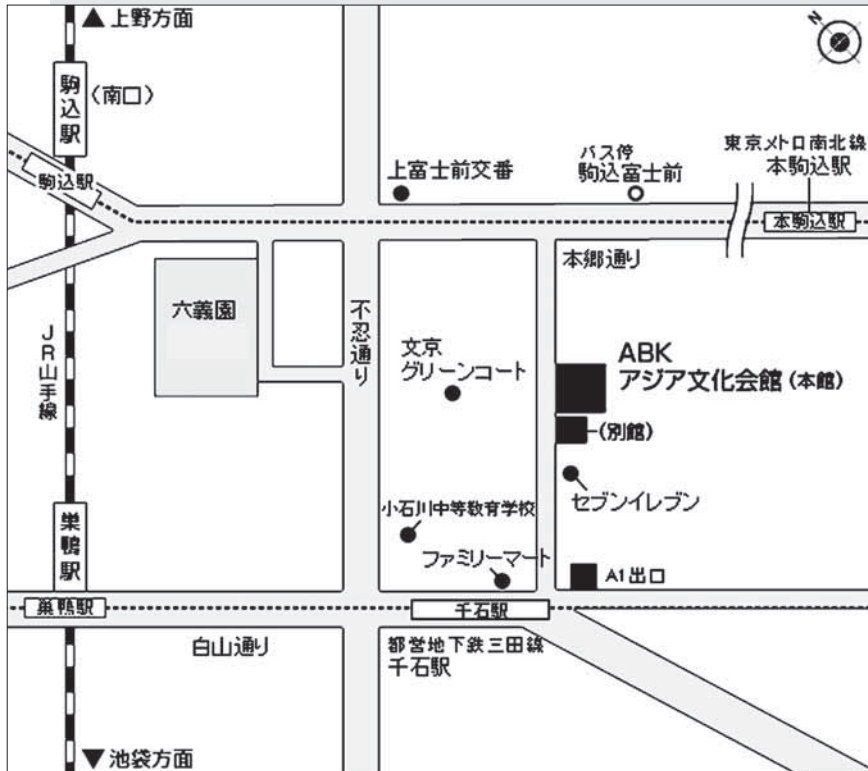 ▲上野方面
N
駒込駅
(南口)
駒込駅
上富士前交番
バス停
駒込富士前
東京メトロ南北線
本駒込駅
本駒込駅
本郷通り
六義園
不忍通り
JR山手線
文京
グリーンコート
ABK
アジア文化会館(本館)
(別館)
セブンイレブン
小石川中等教育学校
ファミリーマート
A1出口
巣鴨駅
巣鴨駅
千石駅
白山通り
都営地下鉄三田線
千石駅
▼池袋方面